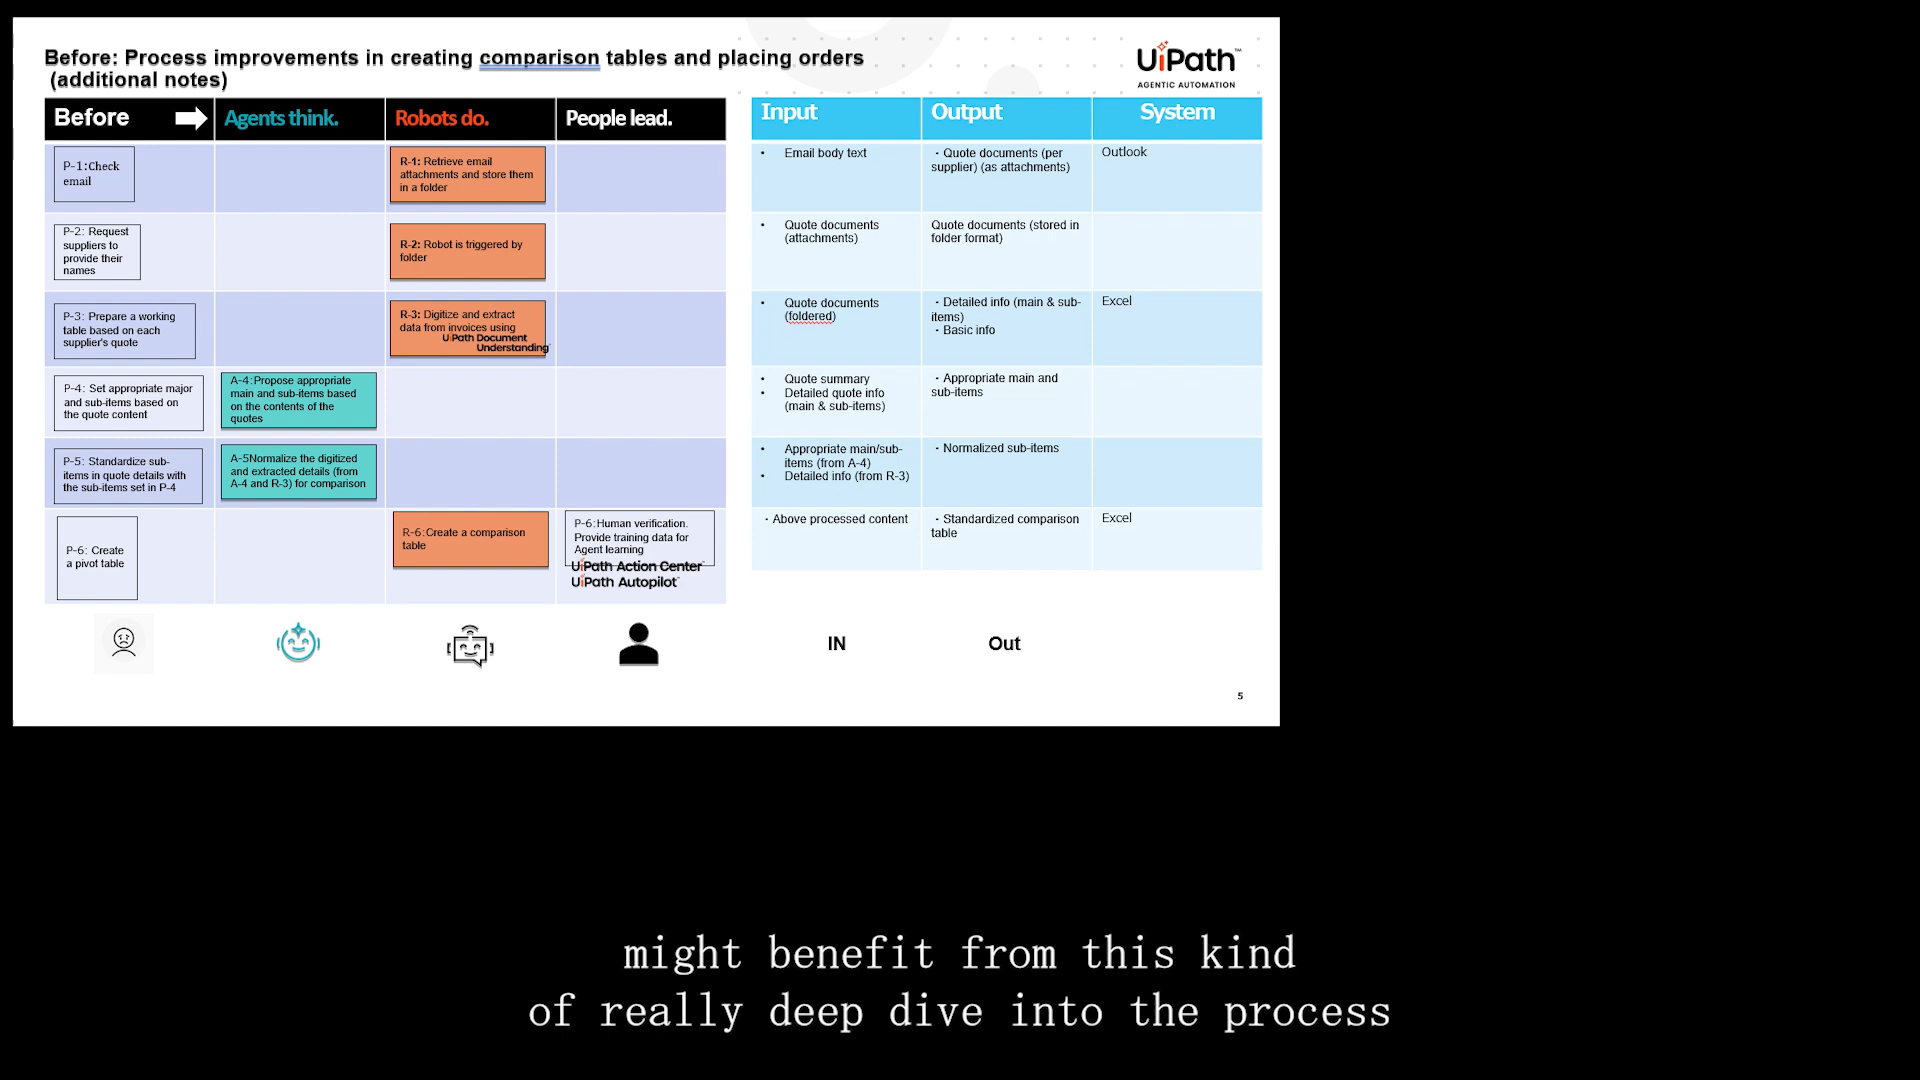 Before: Process improvements in creating comparison tables and placing orders
(additional notes)
UiPath™
AGENTIC AUTOMATION
Before
Agents think.
Robots do.
People lead.
Input
Output
System
P-1:Check
email
R-1: Retrieve email
attachments and store them
in a folder
• Email body text
・Quote documents (per
supplier) (as attachments)
Outlook
P-2: Request
suppliers to
provide their
names
R-2: Robot is triggered by
folder
• Quote documents
(attachments)
Quote documents (stored in
folder format)
P-3: Prepare a working
table based on each
supplier's quote
R-3: Digitize and extract
data from invoices using
UiPath Document
Understanding
• Quote documents
(foldered)
・Detailed info (main & sub-
items)
・Basic info
Excel
P-4: Set appropriate major
and sub-items based on
the quote content
A-4:Propose appropriate
main and sub-items based
on the contents of the
quotes
• Quote summary
• Detailed quote info
(main & sub-items)
・Appropriate main and
sub-items
P-5: Standardize sub-
items in quote details with
the sub-items set in P-4
A-5Normalize the digitized
and extracted details (from
A-4 and R-3) for comparison
• Appropriate main/sub-
items (from A-4)
• Detailed info (from R-3)
・Normalized sub-items
P-6: Create
a pivot table
R-6:Create a comparison
table
P-6:Human verification.
Provide training data for
Agent learning
UiPath Action Center™
UiPath Autopilot™
・Above processed content
・Standardized comparison
table
Excel
IN
Out
5
might benefit from this kind
of really deep dive into the process